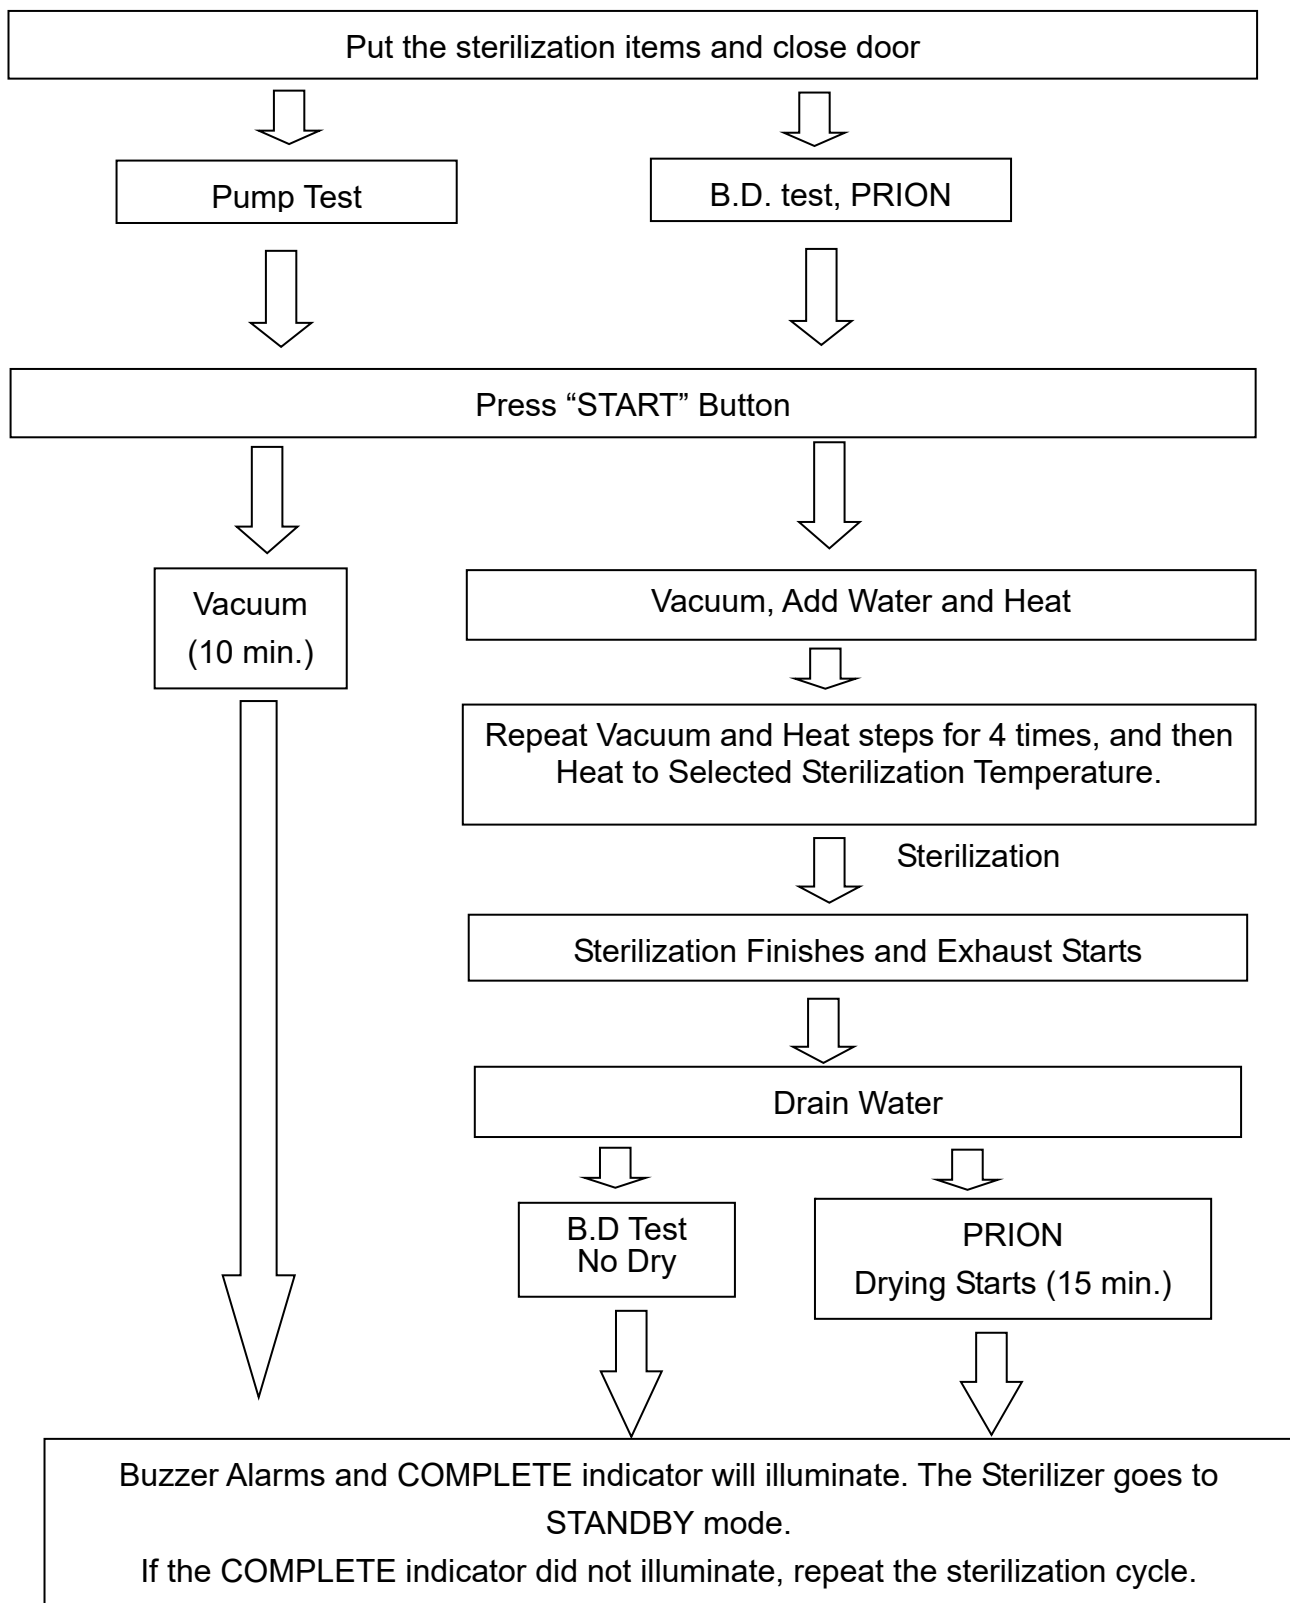 Put the sterilization items and close door
Pump Test
B.D. test, PRION
Press “START” Button
Vacuum
(10 min.)
Vacuum, Add Water and Heat
Repeat Vacuum and Heat steps for 4 times, and then
Heat to Selected Sterilization Temperature.
Sterilization
Sterilization Finishes and Exhaust Starts
Drain Water
B.D Test
No Dry
PRION
Drying Starts (15 min.)
Buzzer Alarms and COMPLETE indicator will illuminate. The Sterilizer goes to
STANDBY mode.
If the COMPLETE indicator did not illuminate, repeat the sterilization cycle.